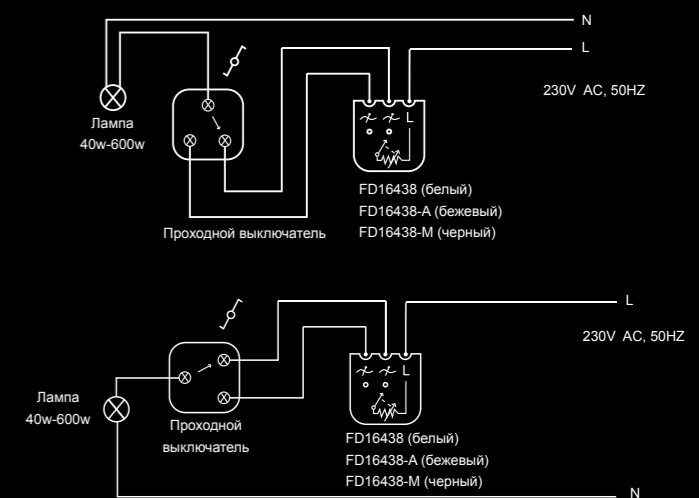 N
L
230V AC, 50HZ
Лампа
40w-600w
L
FD16438 (белый)
FD16438-A (бежевый)
FD16438-M (черный)
Проходной выключатель
L
230V AC, 50HZ
L
Лампа
40w-600w
Проходной
выключатель
FD16438 (белый)
FD16438-A (бежевый)
FD16438-M (черный)
N